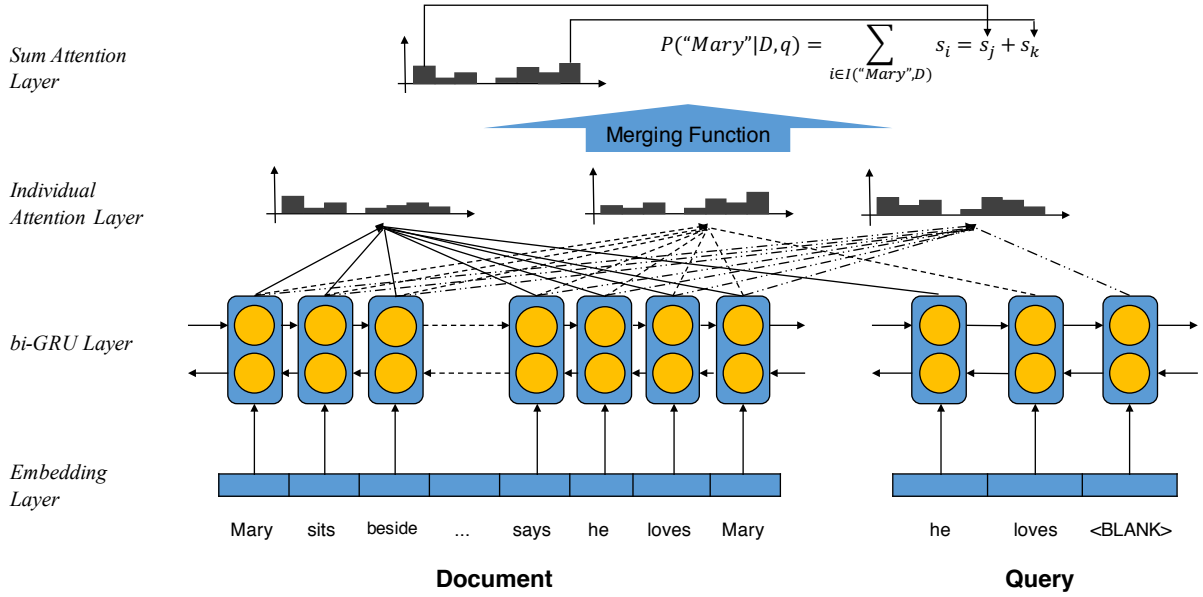 Sum Attention
Layer
P(“Mary”|D,q) = ∑ s_i = s_j + s_k
i∈I("Mary",D)
Merging Function
Individual
Attention Layer
bi-GRU Layer
Embedding
Layer
Mary sits beside ... says he loves Mary he loves <BLANK>
Document Query